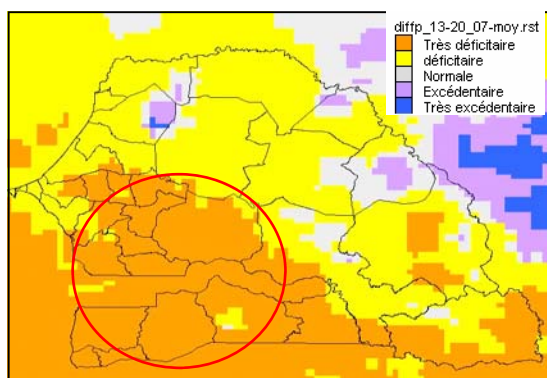 diffp_13-20_07-moy.rst
Très déficitaire
déficitaire
Normale
Excédentaire
Très excédentaire